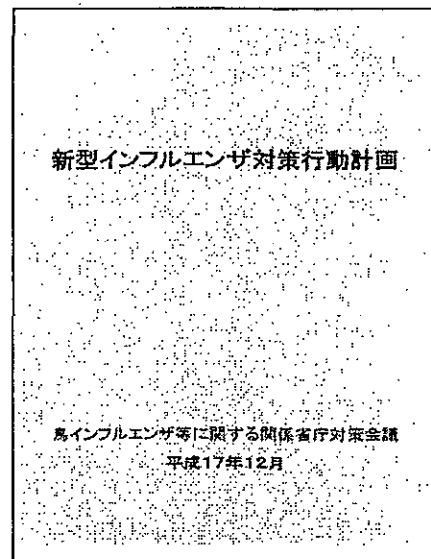 新型インフルエンザ対策行動計画
鳥インフルエンザ等に関する関係省庁対策会議
平成17年12月